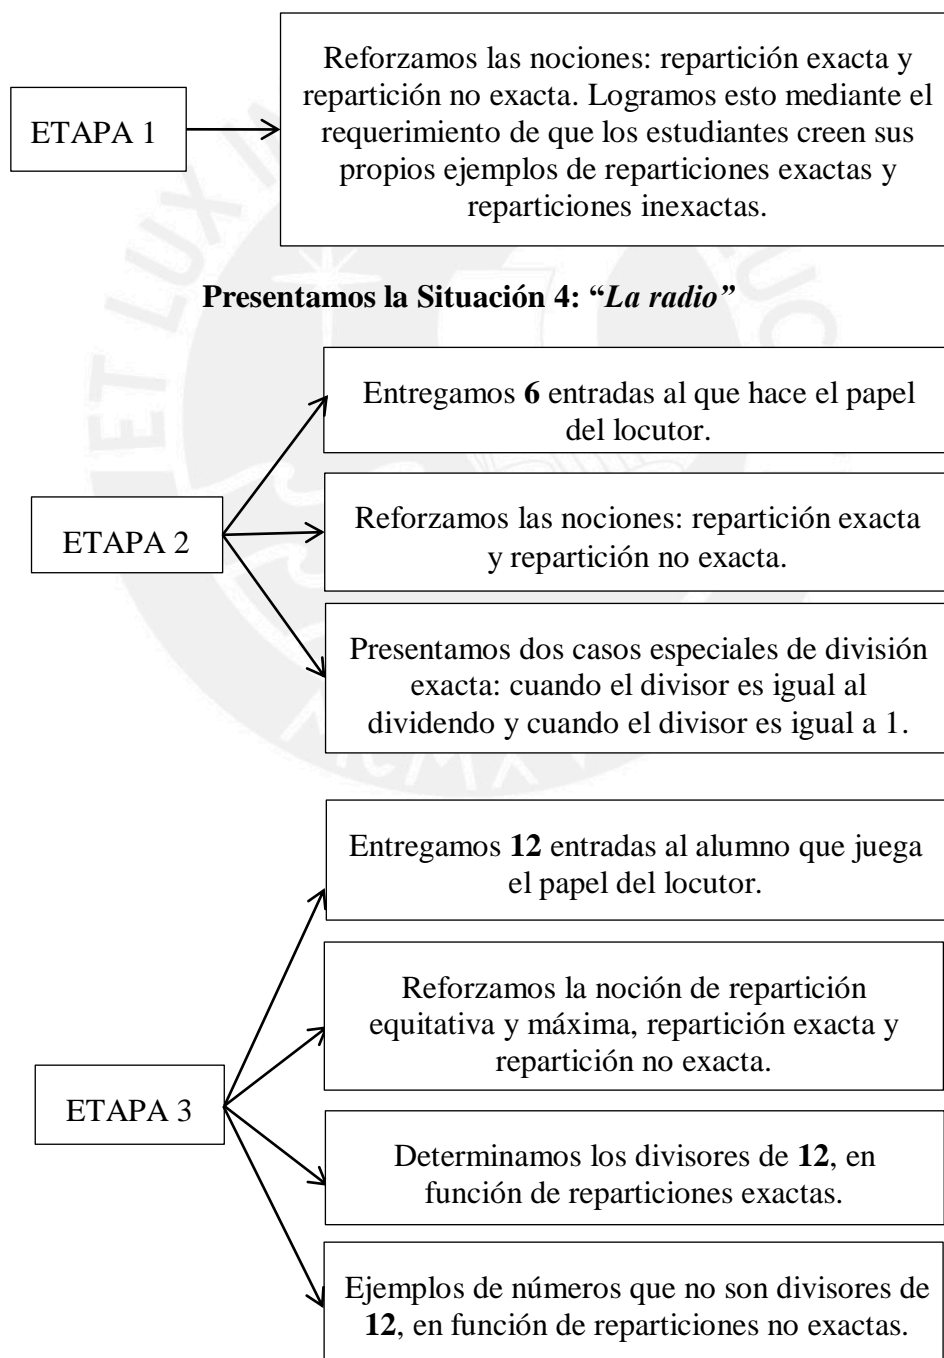 Reforzamos las nociones: repartición exacta y
repartición no exacta. Logramos esto mediante el
requerimiento de que los estudiantes creen sus
propios ejemplos de reparticiones exactas y
reparticiones inexactas.
ETAPA 1
Presentamos la Situación 4: “La radio”
Entregamos 6 entradas al que hace el papel
del locutor.
ETAPA 2
Reforzamos las nociones: repartición exacta
y repartición no exacta.
Presentamos dos casos especiales de división
exacta: cuando el divisor es igual al
dividendo y cuando el divisor es igual a 1.
Entregamos 12 entradas al alumno que juega
el papel del locutor.
Reforzamos la noción de repartición
equitativa y máxima, repartición exacta y
repartición no exacta.
ETAPA 3
Determinamos los divisores de 12, en
función de reparticiones exactas.
Ejemplos de números que no son divisores de
12, en función de reparticiones no exactas.
ET LUX IN